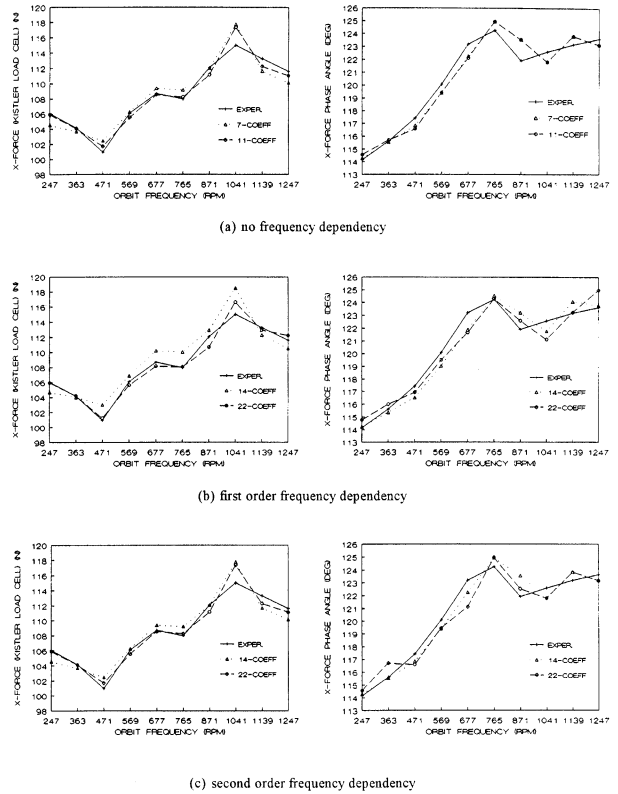 X-FORCE (KISTLER LOAD CELL) (N)
120
118
116
114
112
110
108
106
104
102
100
98
EXPER.
7-COEFF
11-COEFF
247 363 471 569 677 765 871 1041 1139 1247
ORBIT FREQUENCY (RPM)
X-FORCE PHASE ANGLE (DEG)
126
125
124
123
122
121
120
119
118
117
116
115
114
113
EXPER.
7-COEFF
11-COEFF
247 363 471 569 677 765 871 1041 1139 1247
ORBIT FREQUENCY (RPM)
(a) no frequency dependency
X-FORCE (KISTLER LOAD CELL) (N)
120
118
116
114
112
110
108
106
104
102
100
98
EXPER.
14-COEFF
22-COEFF
247 363 471 569 677 765 871 1041 1139 1247
ORBIT FREQUENCY (RPM)
X-FORCE PHASE ANGLE (DEG)
126
125
124
123
122
121
120
119
118
117
116
115
114
113
EXPER.
14-COEFF
22-COEFF
247 363 471 569 677 765 871 1041 1139 1247
ORBIT FREQUENCY (RPM)
(b) first order frequency dependency
X-FORCE (KISTLER LOAD CELL) (N)
120
118
116
114
112
110
108
106
104
102
100
98
EXPER.
14-COEFF
22-COEFF
247 363 471 569 677 765 871 1041 1139 1247
ORBIT FREQUENCY (RPM)
X-FORCE PHASE ANGLE (DEG)
126
125
124
123
122
121
120
119
118
117
116
115
114
113
EXPER.
14-COEFF
22-COEFF
247 363 471 569 677 765 871 1041 1139 1247
ORBIT FREQUENCY (RPM)
(c) second order frequency dependency